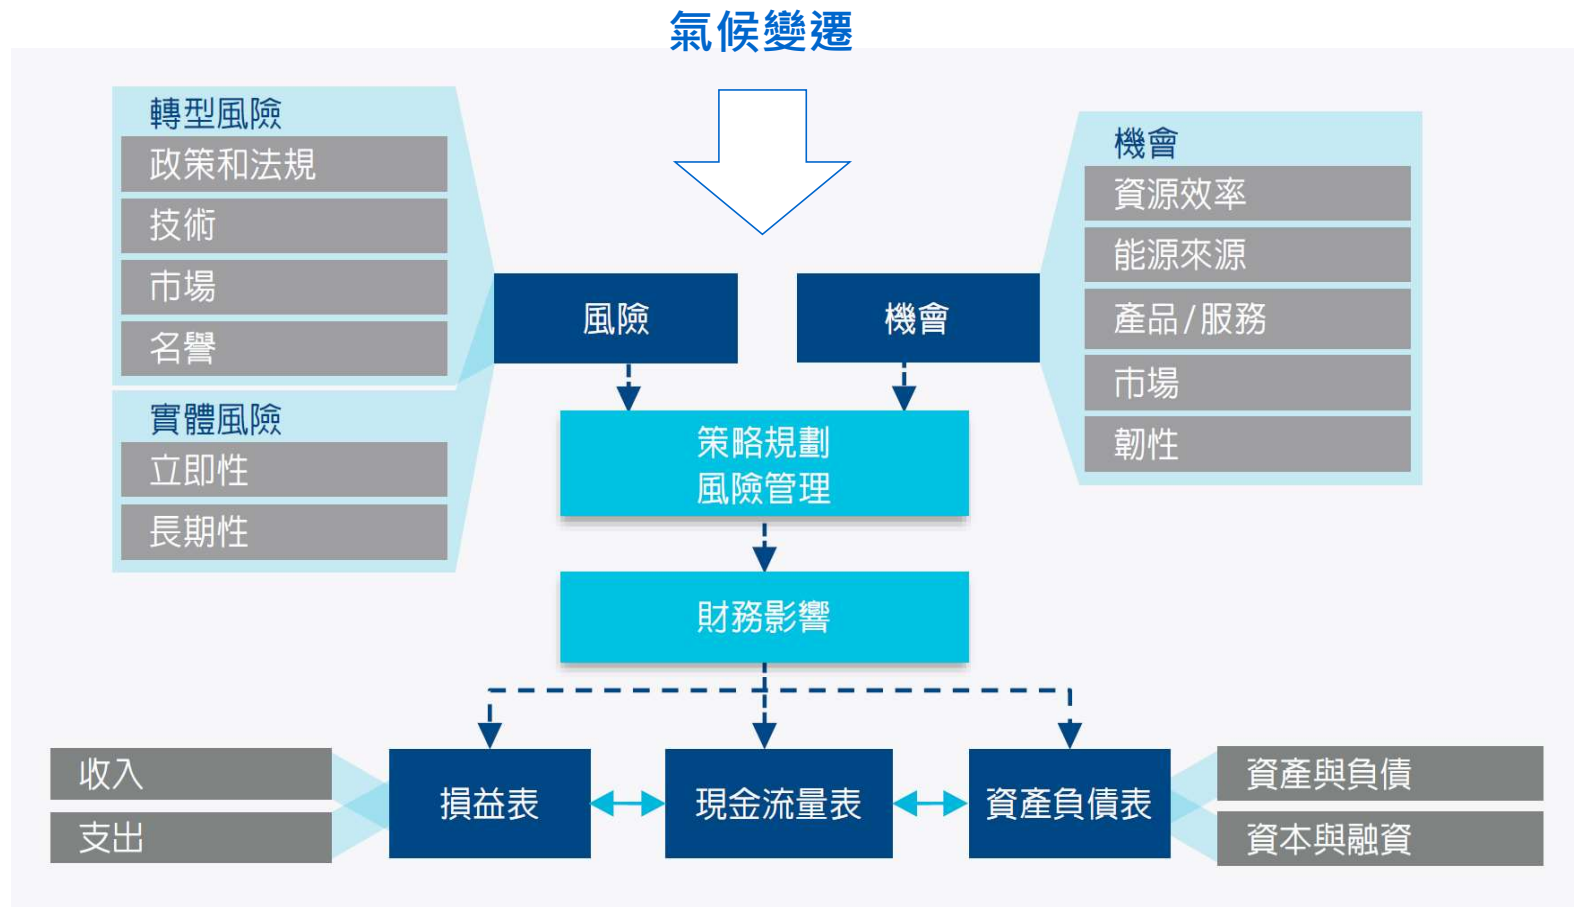 氣候變遷
轉型風險
政策和法規
技術
市場
名譽
實體風險
立即性
長期性
風險
機會
機會
資源效率
能源來源
產品/服務
市場
韌性
策略規劃
風險管理
財務影響
收入
支出
損益表
現金流量表
資產負債表
資產與負債
資本與融資